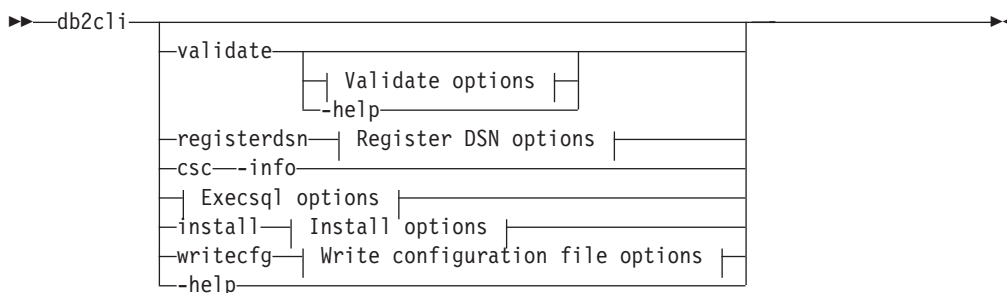 db2cli
validate
Validate options
-help
registerdsn Register DSN options
csc -info
Execsql options
install Install options
writecfg Write configuration file options
-help